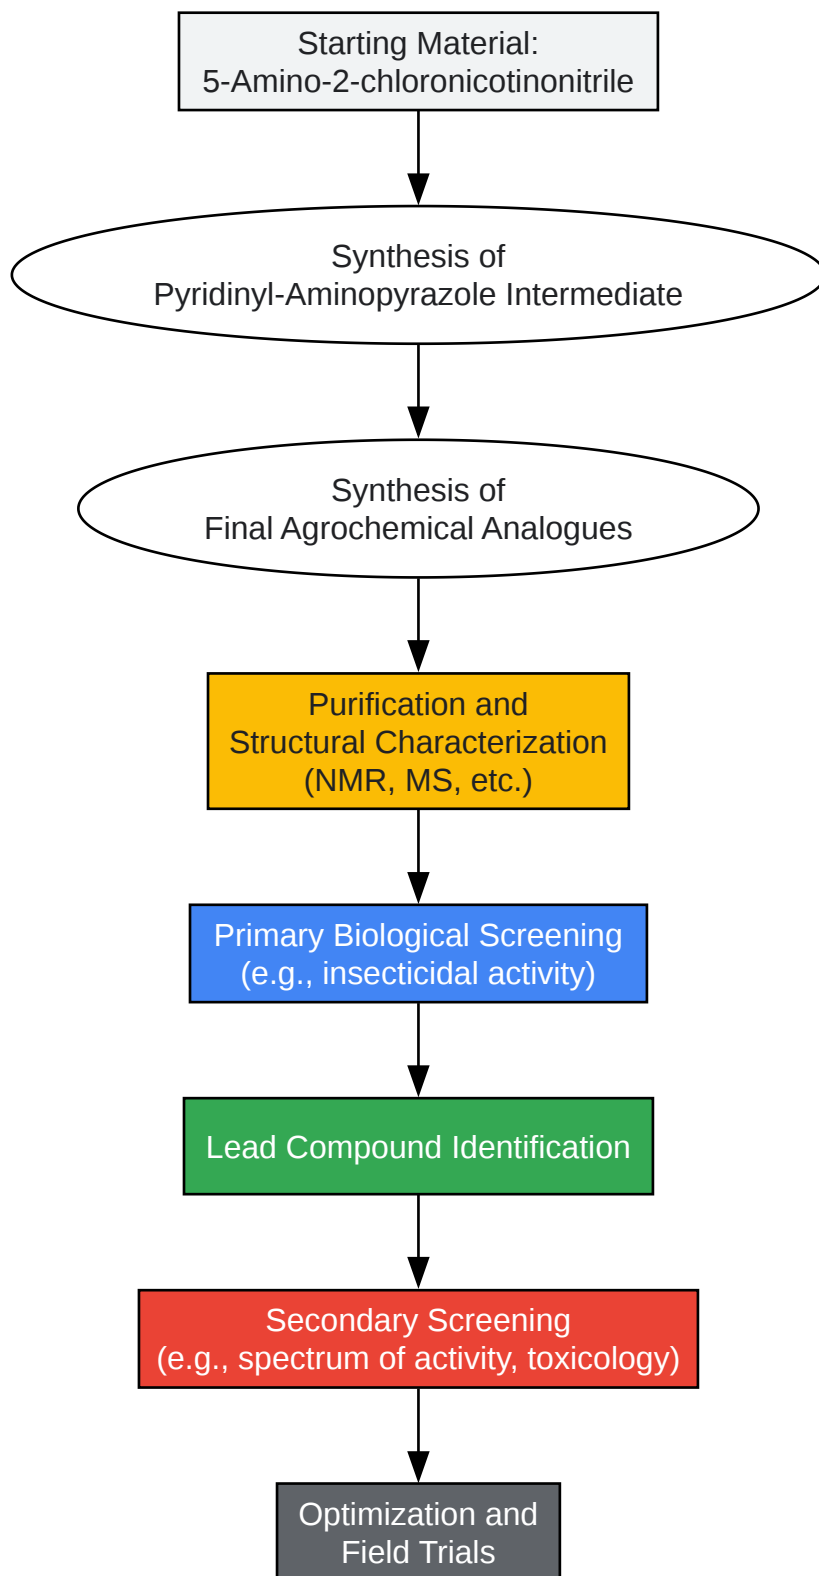 Starting Material:
5-Amino-2-chloronicotinonitrile
Synthesis of
Pyridinyl-Aminopyrazole Intermediate
Synthesis of
Final Agrochemical Analogues
Purification and
Structural Characterization
(NMR, MS, etc.)
Primary Biological Screening
(e.g., insecticidal activity)
Lead Compound Identification
Secondary Screening
(e.g., spectrum of activity, toxicology)
Optimization and
Field Trials